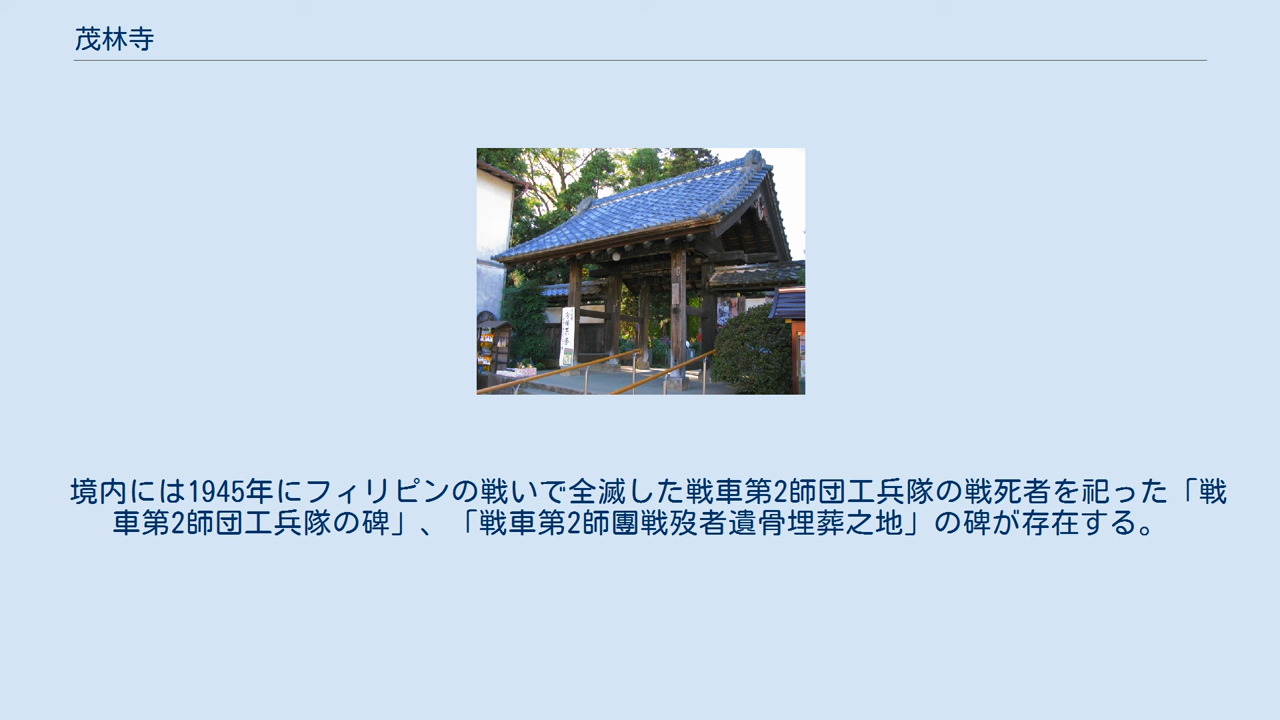 茂林寺
境内には1945年にフィリピンの戦いで全滅した戦車第2師団工兵隊の戦死者を祀った「戦
車第2師団工兵隊の碑」、「戦車第2師團戦歿者遺骨埋葬之地」の碑が存在する。